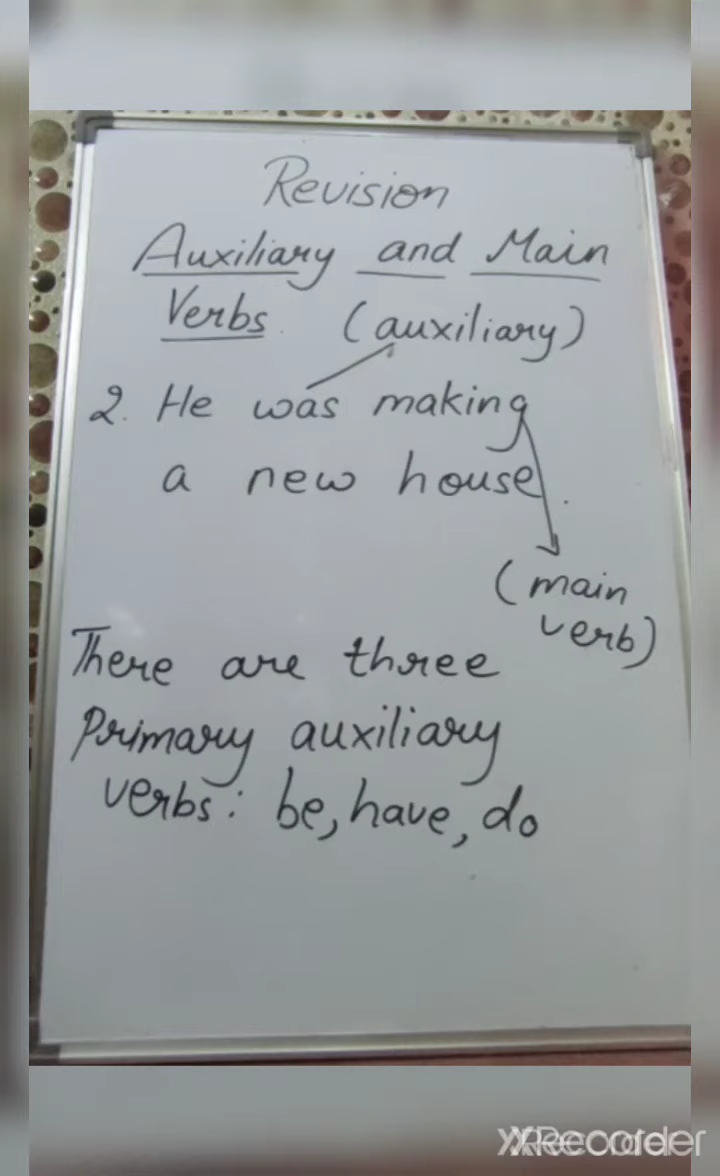 Revision
Auxiliary and Main
Verbs. (auxiliary)
2. He was making
a new house.
(main
verb)
There are three
Primary auxiliary
verbs: be, have, do
XRecorder